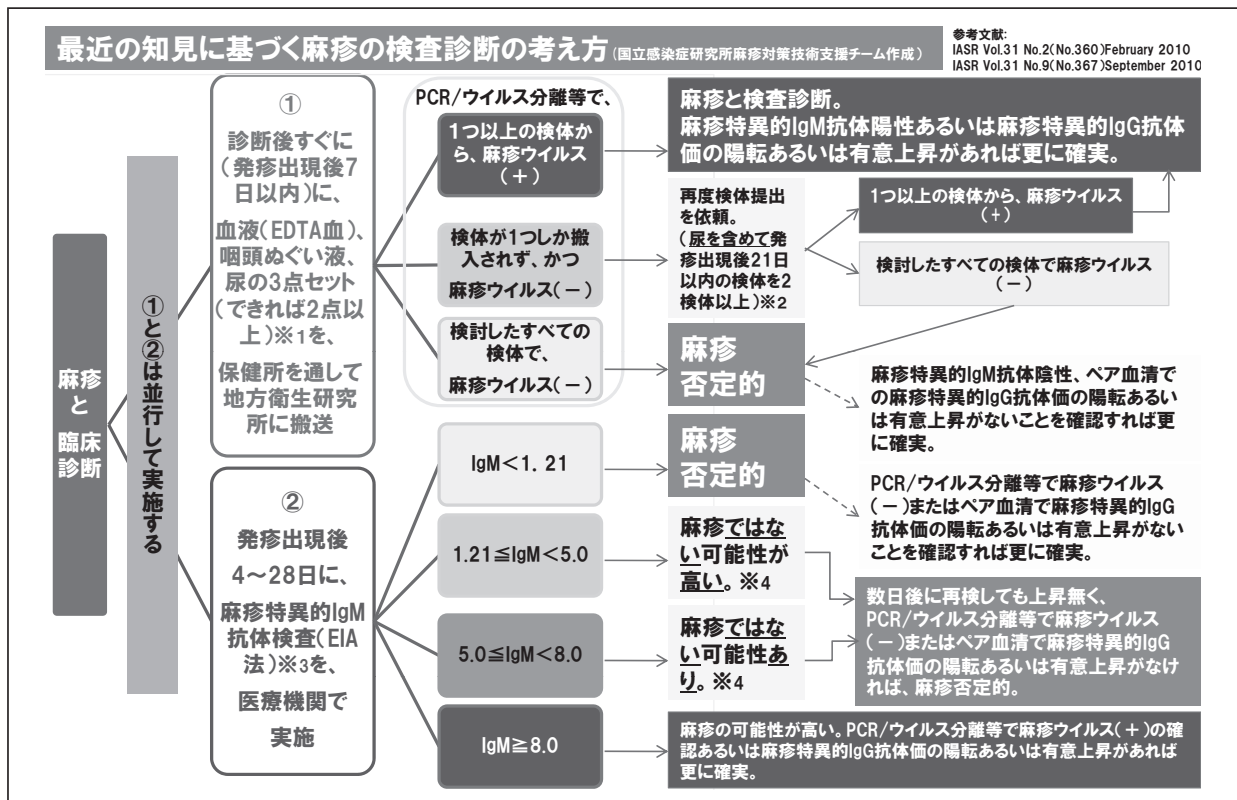 最近の知見に基づく麻疹の検査診断の考え方(国立感染症研究所麻疹対策技術支援チーム作成)
参考文献:
IASR Vol.31 No.2(No.360)February 2010
IASR Vol.31 No.9(No.367)September 2010
麻疹
と
臨床
診断
①と②は並行して実施する
①
診断後すぐに
(発疹出現後7
日以内)に、
血液(EDTA血)、
咽頭ぬぐい液、
尿の3点セット
(できれば2点以
上)※1を、
保健所を通して
地方衛生研究
所に搬送
PCR/ウイルス分離等で、
1つ以上の検体か
ら、麻疹ウイルス
(+)
検体が1つしか搬
入されず、かつ
麻疹ウイルス(-)
検討したすべての
検体で、
麻疹ウイルス(-)
麻疹と検査診断。
麻疹特異的IgM抗体陽性あるいは麻疹特異的IgG抗体
価の陽転あるいは有意上昇があれば更に確実。
再度検体提出
を依頼。
(尿を含めて発
疹出現後21日
以内の検体を2
検体以上)※2
1つ以上の検体から、麻疹ウイルス
(+)
検討したすべての検体で麻疹ウイルス
(-)
麻疹
否定的
麻疹特異的IgM抗体陰性、ペア血清で
の麻疹特異的IgG抗体価の陽転あるい
は有意上昇がないことを確認すれば更
に確実。
②
発疹出現後
4~28日に、
麻疹特異的IgM
抗体検査(EIA
法)※3を、
医療機関で
実施
IgM<1.21
麻疹
否定的
PCR/ウイルス分離等で麻疹ウイルス
(-)またはペア血清で麻疹特異的IgG
抗体価の陽転あるいは有意上昇がない
ことを確認すれば更に確実。
1.21≦IgM<5.0
麻疹ではな
い可能性が
高い。※4
5.0≦IgM<8.0
麻疹ではな
い可能性あ
り。※4
数日後に再検しても上昇無く、
PCR/ウイルス分離等で麻疹ウイルス
(-)またはペア血清で麻疹特異的IgG
抗体価の陽転あるいは有意上昇がなけ
れば、麻疹否定的。
IgM≧8.0
麻疹の可能性が高い。PCR/ウイルス分離等で麻疹ウイルス(+)の確
認あるいは麻疹特異的IgG抗体価の陽転あるいは有意上昇があれば
更に確実。